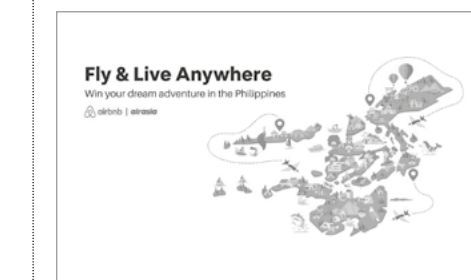 Fly & Live Anywhere
Win your dream adventure in the Philippines
airbnb | airasia